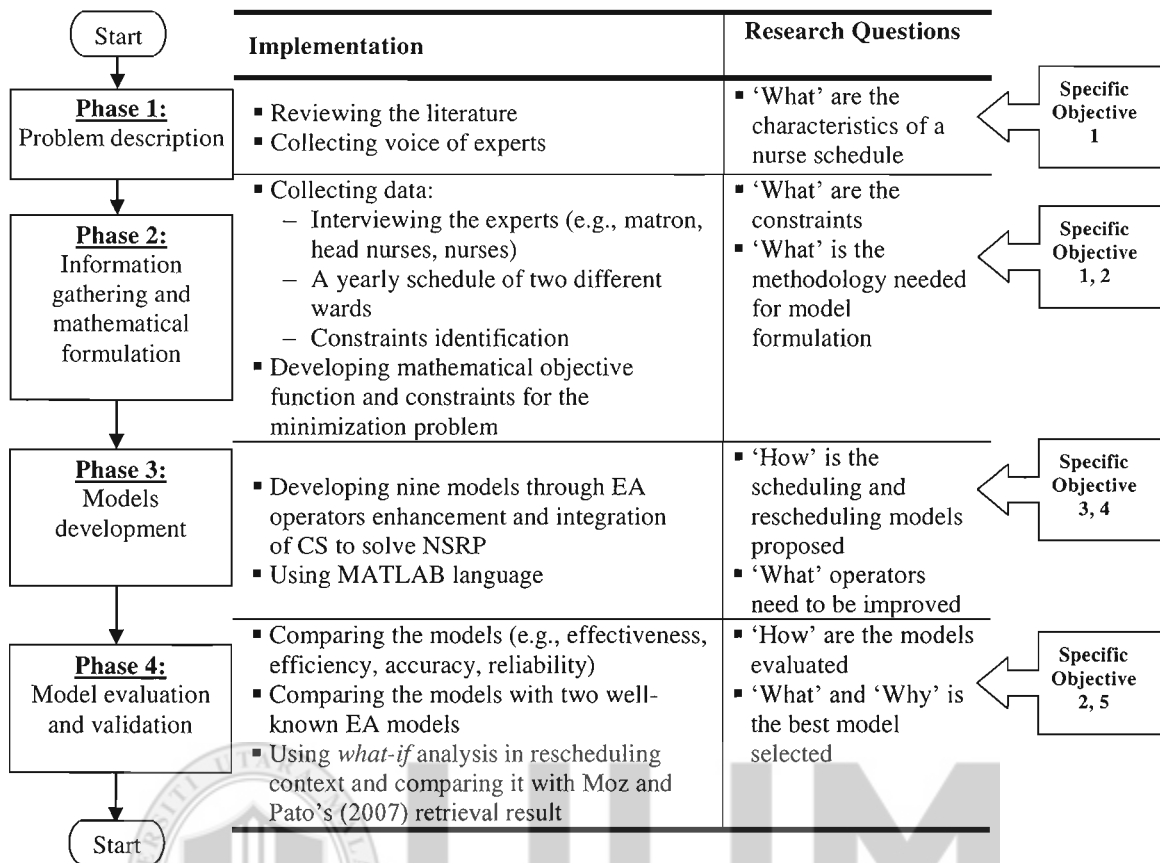 Start
Implementation
Research Questions
Phase 1:
Problem description
▪ Reviewing the literature
▪ Collecting voice of experts
▪ ‘What’ are the
characteristics of a
nurse schedule
Specific
Objective
1
Phase 2:
Information
gathering and
mathematical
formulation
▪ Collecting data:
– Interviewing the experts (e.g., matron,
head nurses, nurses)
– A yearly schedule of two different
wards
– Constraints identification
▪ Developing mathematical objective
function and constraints for the
minimization problem
▪ ‘What’ are the
constraints
▪ ‘What’ is the
methodology needed
for model
formulation
Specific
Objective
1, 2
Phase 3:
Models
development
▪ Developing nine models through EA
operators enhancement and integration
of CS to solve NSRP
▪ Using MATLAB language
▪ ‘How’ is the
scheduling and
rescheduling models
proposed
▪ ‘What’ operators
need to be improved
Specific
Objective
3, 4
Phase 4:
Model evaluation
and validation
▪ Comparing the models (e.g., effectiveness,
efficiency, accuracy, reliability)
▪ Comparing the models with two well-
known EA models
▪ Using what-if analysis in rescheduling
context and comparing it with Moz and
Pato’s (2007) retrieval result
▪ ‘How’ are the models
evaluated
▪ ‘What’ and ‘Why’ is
the best model
selected
Specific
Objective
2, 5
Start
UTARA
UUM